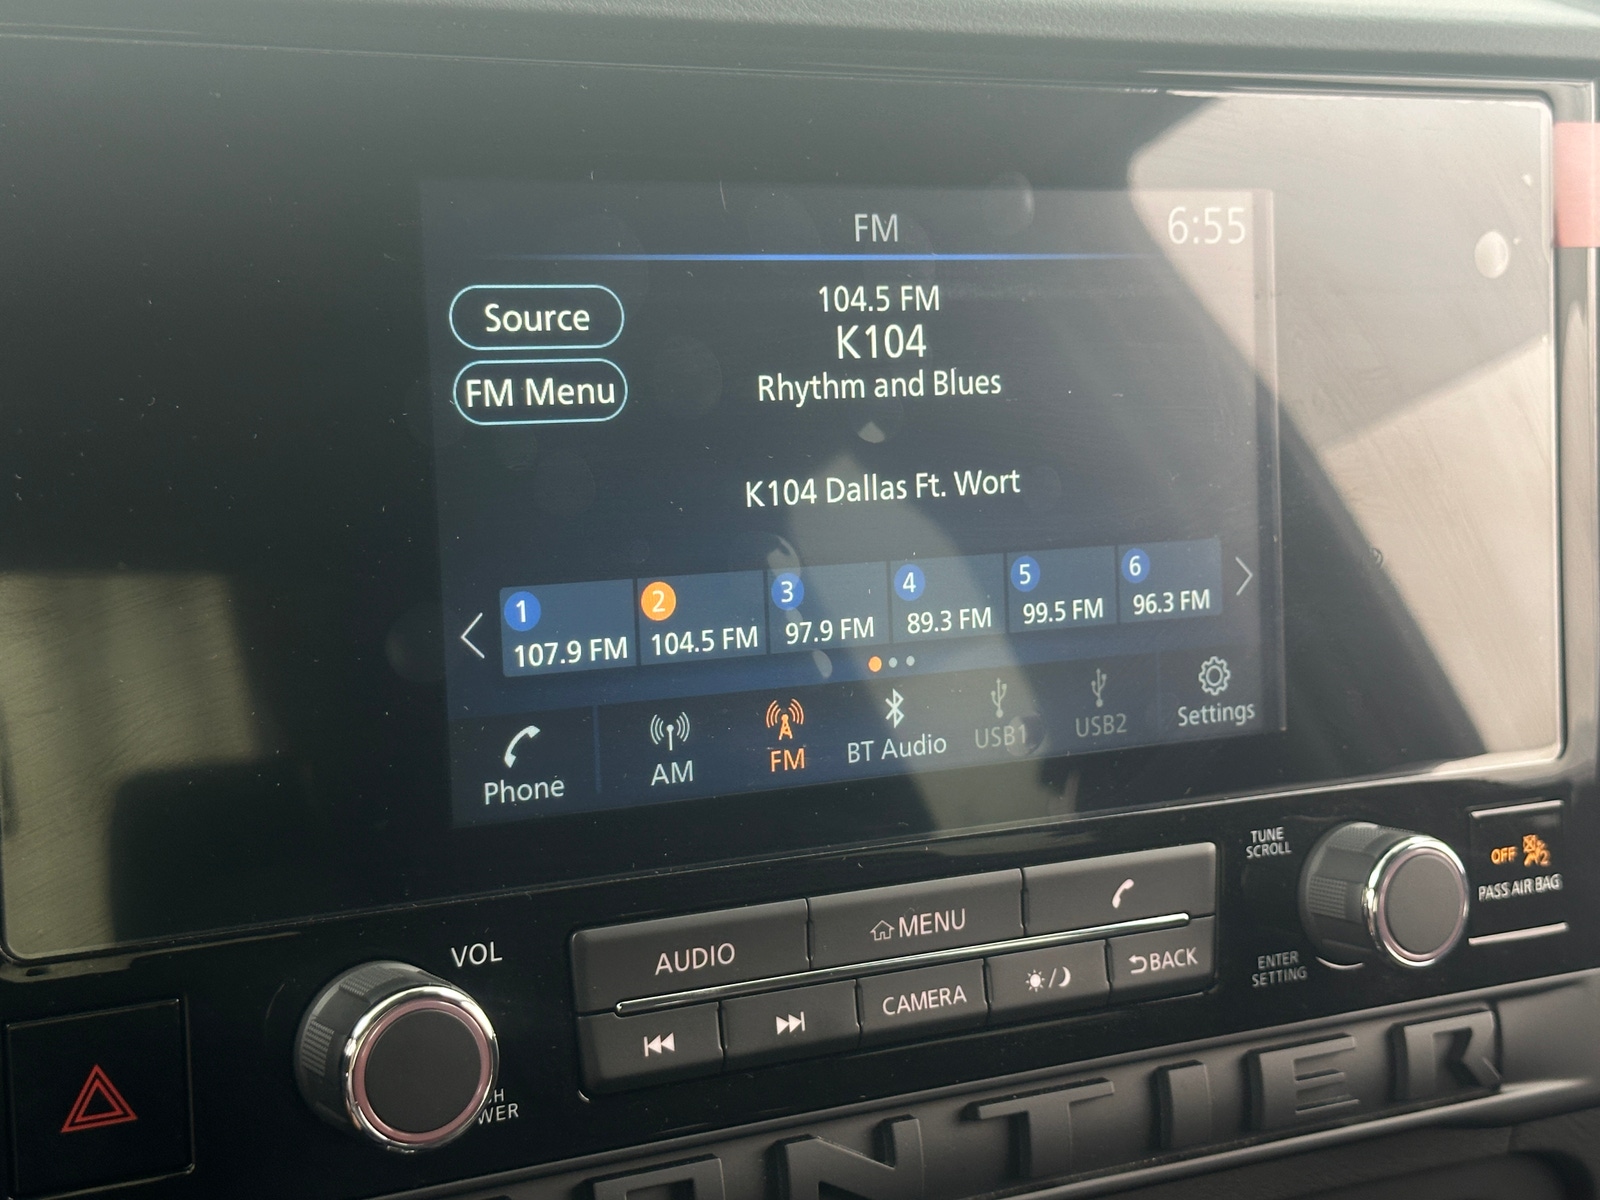 FM
6:55
Source
FM Menu
104.5 FM
K104
Rhythm and Blues
K104 Dallas Ft. Wort
1
107.9 FM
2
104.5 FM
3
97.9 FM
4
89.3 FM
5
99.5 FM
6
96.3 FM
Phone
AM
FM
BT Audio
USB1
USB2
Settings
VOL
AUDIO
MENU
CAMERA
BACK
TUNE
SCROLL
ENTER
SETTING
OFF
2
PASS AIR BAG
NTIER